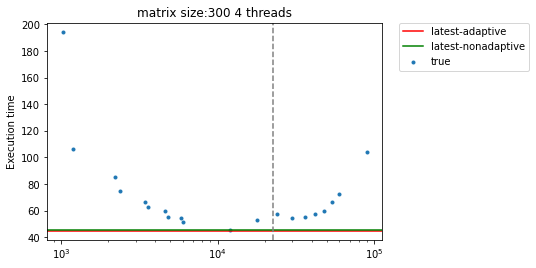 matrix size:300 4 threads
latest-adaptive
latest-nonadaptive
true
Execution time
200
180
160
140
120
100
80
60
40
10³
10⁴
10⁵